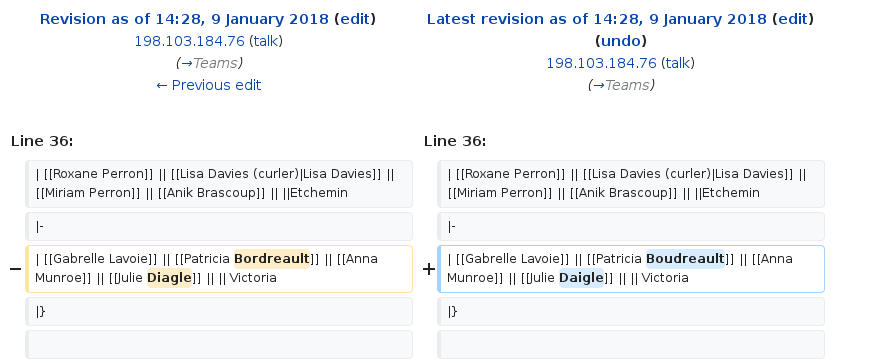 Revision as of 14:28, 9 January 2018 (edit)
198.103.184.76 (talk)
(→Teams)
← Previous edit
Latest revision as of 14:28, 9 January 2018 (edit)
(undo)
198.103.184.76 (talk)
(→Teams)
Line 36:
Line 36:
| [[Roxane Perron]] || [[Lisa Davies (curler)|Lisa Davies]] ||
[[Miriam Perron]] || [[Anik Brascoup]] || ||Etchemin
| [[Roxane Perron]] || [[Lisa Davies (curler)|Lisa Davies]] ||
[[Miriam Perron]] || [[Anik Brascoup]] || ||Etchemin
|-
|-
− | [[Gabrelle Lavoie]] || [[Patricia Bordreault]] || [[Anna
Munroe]] || [[Julie Diagle]] || || Victoria
+ | [[Gabrelle Lavoie]] || [[Patricia Boudreault]] || [[Anna
Munroe]] || [[Julie Daigle]] || || Victoria
|}
|}